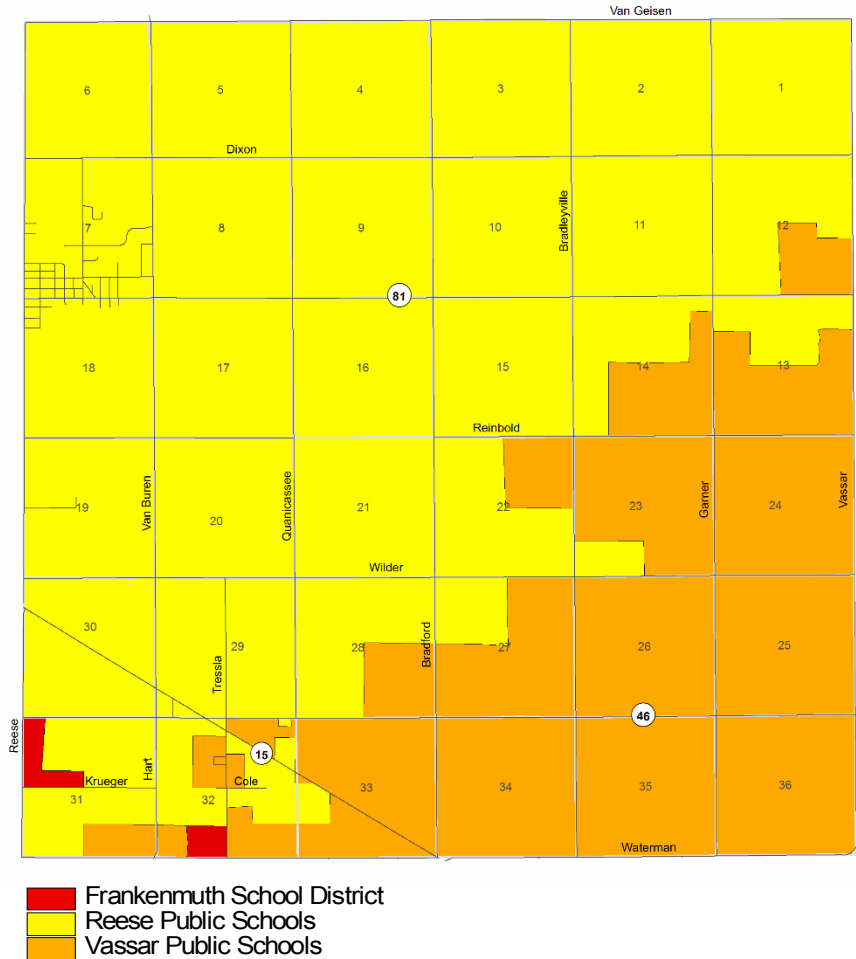 Van Geisen
6 5 4 3 2 1
Dixon
7 8 9 10 Bradleyville 11 12
81
18 17 16 15 14 13
Reinbold
19 Van Buren 20 Quanicassee 21 22 23 Garner 24 Vassar
Wilder
30 Tressla 29 28 Bradford 27 26 25
46
Reese
15
Krueger Hart Cole
31 32 33 34 35 36
Waterman
Frankenmuth School District
Reese Public Schools
Vassar Public Schools